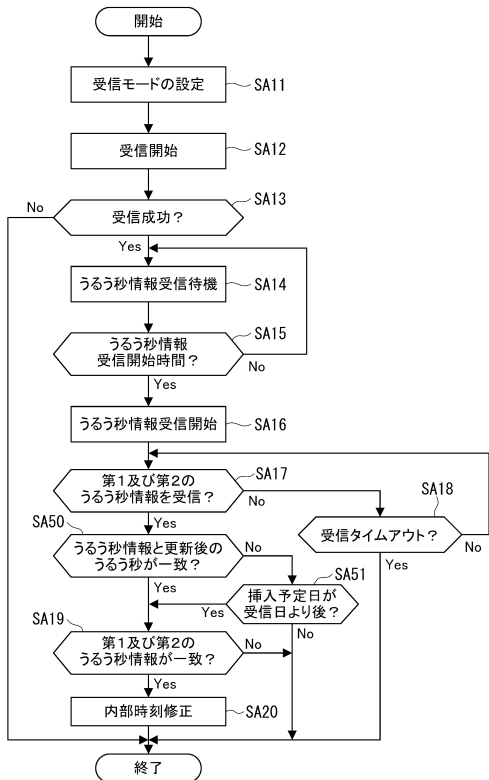 開始
受信モードの設定
SA11
受信開始
SA12
受信成功？
SA13
No
Yes
うるう秒情報受信待機
SA14
うるう秒情報
受信開始時間？
SA15
No
Yes
うるう秒情報受信開始
SA16
第１及び第２の
うるう秒情報を受信？
SA17
No
Yes
受信タイムアウト？
SA18
No
Yes
SA50
うるう秒情報と更新後の
うるう秒が一致？
No
Yes
SA51
挿入予定日が
受信日より後？
Yes
No
SA19
第１及び第２の
うるう秒情報が一致？
No
Yes
内部時刻修正
SA20
終了